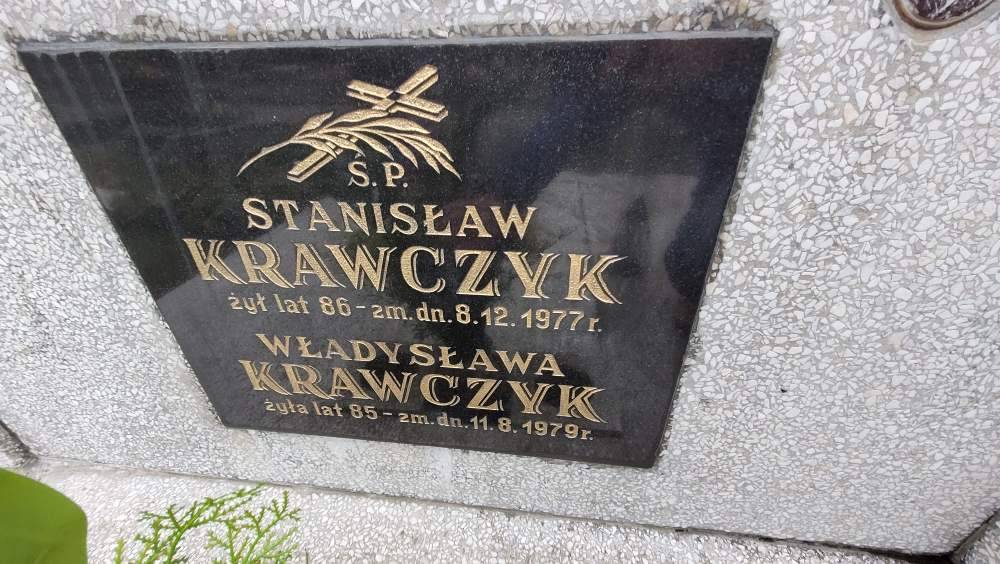 Ś.P.
STANISŁAW
KRAWCZYK
żył lat 86 - zm. dn. 8.12.1977 r.
WŁADYSŁAWA
KRAWCZYK
żyła lat 85 - zm. dn. 11.8.1979 r.